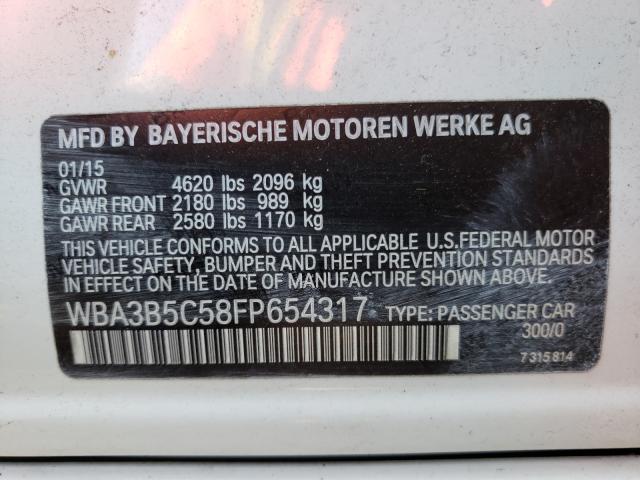 MFD BY BAYERISCHE MOTOREN WERKE AG
01/15
GVWR 4620 lbs 2096 kg
GAWR FRONT 2180 lbs 989 kg
GAWR REAR 2580 lbs 1170 kg
THIS VEHICLE CONFORMS TO ALL APPLICABLE U.S.FEDERAL MOTOR
VEHICLE SAFETY, BUMPER AND THEFT PREVENTION STANDARDS
IN EFFECT ON THE DATE OF MANUFACTURE SHOWN ABOVE.
WBA3B5C58FP654317 TYPE: PASSENGER CAR
300/0
7 315 814